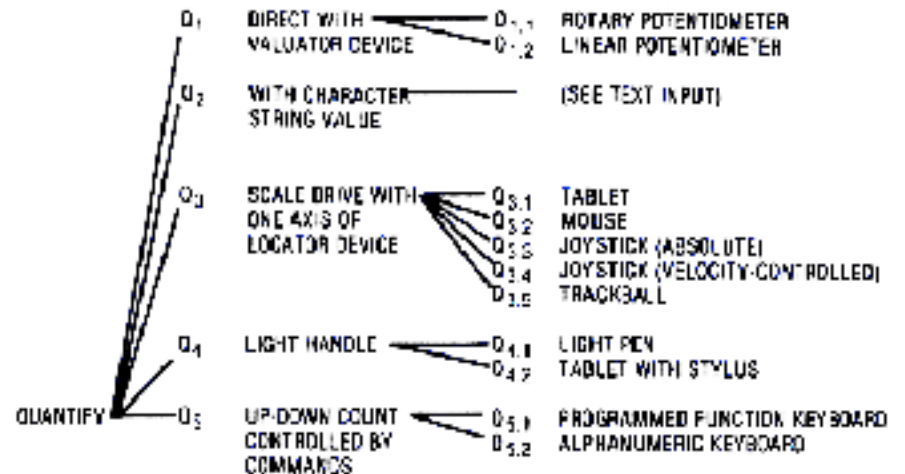 Q1 DIRECT WITH VALUATOR DEVICE
Q1.1 ROTARY POTENTIOMETER
Q1.2 LINEAR POTENTIOMETER
Q2 WITH CHARACTER STRING VALUE
(SEE TEXT INPUT)
Q3 SCALE DRIVE WITH ONE AXIS OF LOCATOR DEVICE
Q3.1 TABLET
Q3.2 MOUSE
Q3.3 JOYSTICK (ABSOLUTE)
Q3.4 JOYSTICK (VELOCITY-CONTROLLED)
Q3.5 TRACKBALL
Q4 LIGHT HANDLE
Q4.1 LIGHT PEN
Q4.2 TABLET WITH STYLUS
QUANTIFY
Q5 UP-DOWN COUNT CONTROLLED BY COMMANDS
Q5.1 PROGRAMMED FUNCTION KEYBOARD
Q5.2 ALPHANUMERIC KEYBOARD